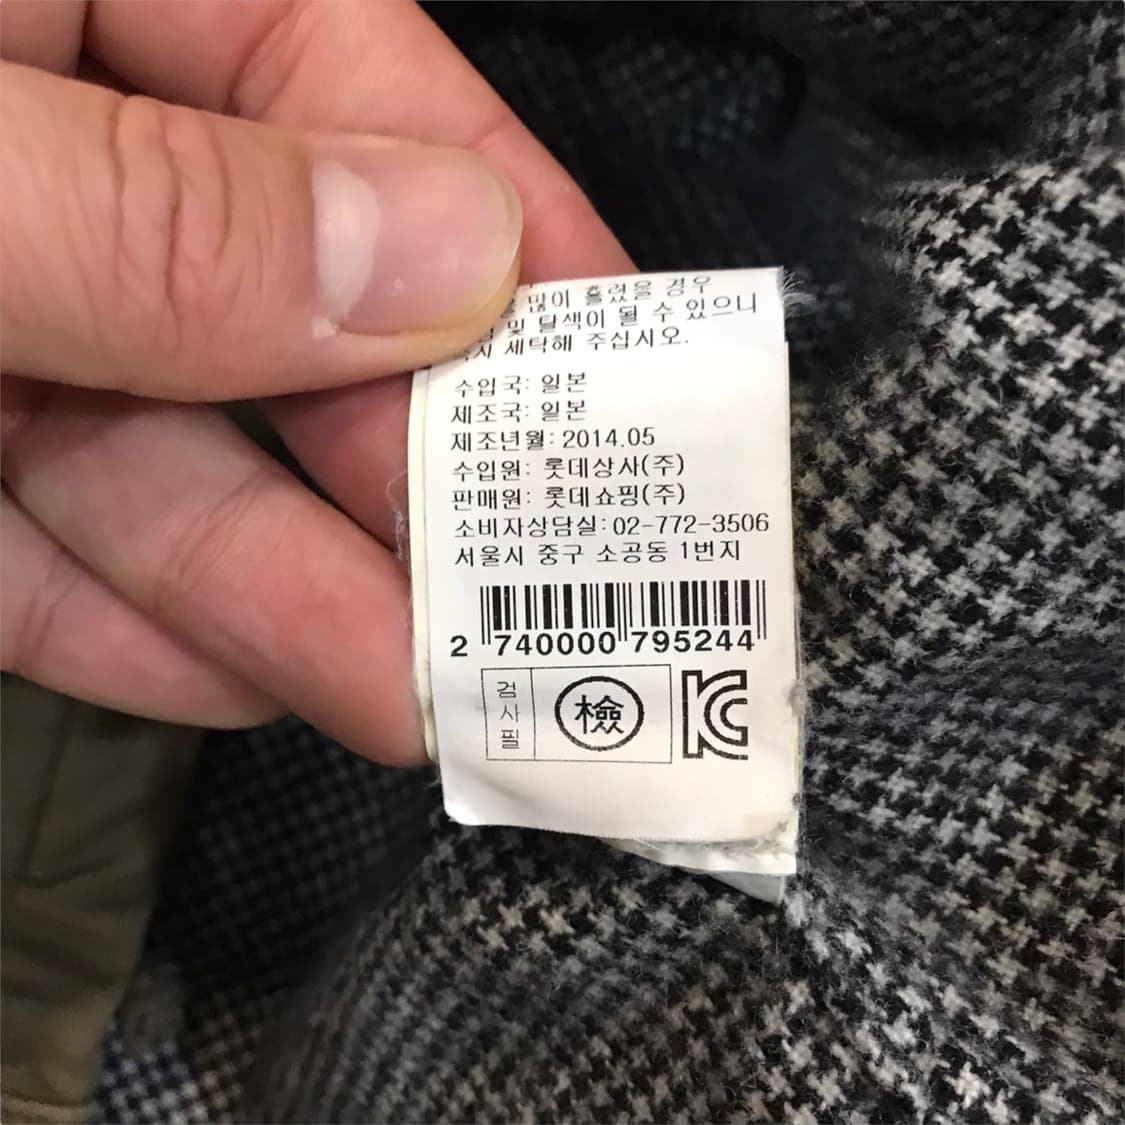 많이 흘렸을 경우
및 탈색이 될 수 있으니
세탁해 주십시오.
수입국: 일본
제조국: 일본
제조년월: 2014.05
수입원: 롯데상사(주)
판매원: 롯데쇼핑(주)
소비자상담실: 02-772-3506
서울시 중구 소공동 1번지
2 740000 795244
검사필 檢 KC